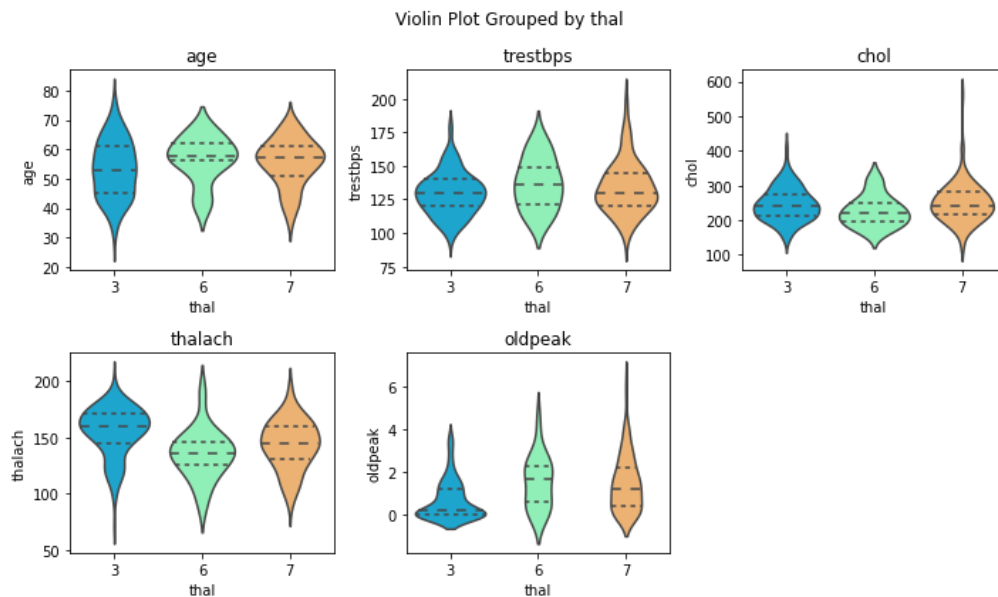 Violin Plot Grouped by thal
age
age
80
70
60
50
40
30
20
3 6 7
thal
trestbps
trestbps
200
175
150
125
100
75
3 6 7
thal
chol
chol
600
500
400
300
200
100
3 6 7
thal
thalach
thalach
200
150
100
50
3 6 7
thal
oldpeak
oldpeak
6
4
2
0
3 6 7
thal